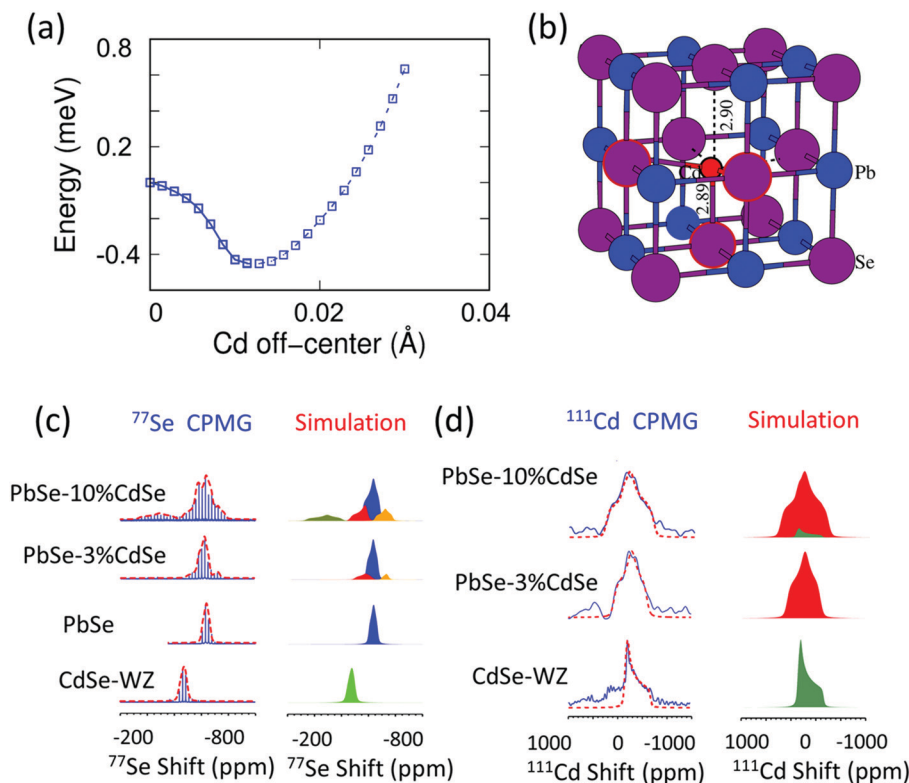 (a)
0.8
0.2
-0.4
Energy (meV)
0
0.02
0.04
Cd off–center (Å)
(b)
2.90
Cd
2.89
Pb
Se
(c)
77Se CPMG
Simulation
PbSe-10%CdSe
PbSe-3%CdSe
PbSe
CdSe-WZ
-200 -800
77Se Shift (ppm)
-200 -800
77Se Shift (ppm)
(d)
111Cd CPMG
Simulation
PbSe-10%CdSe
PbSe-3%CdSe
CdSe-WZ
1000 0 -1000
111Cd Shift (ppm)
1000 0 -1000
111Cd Shift (ppm)